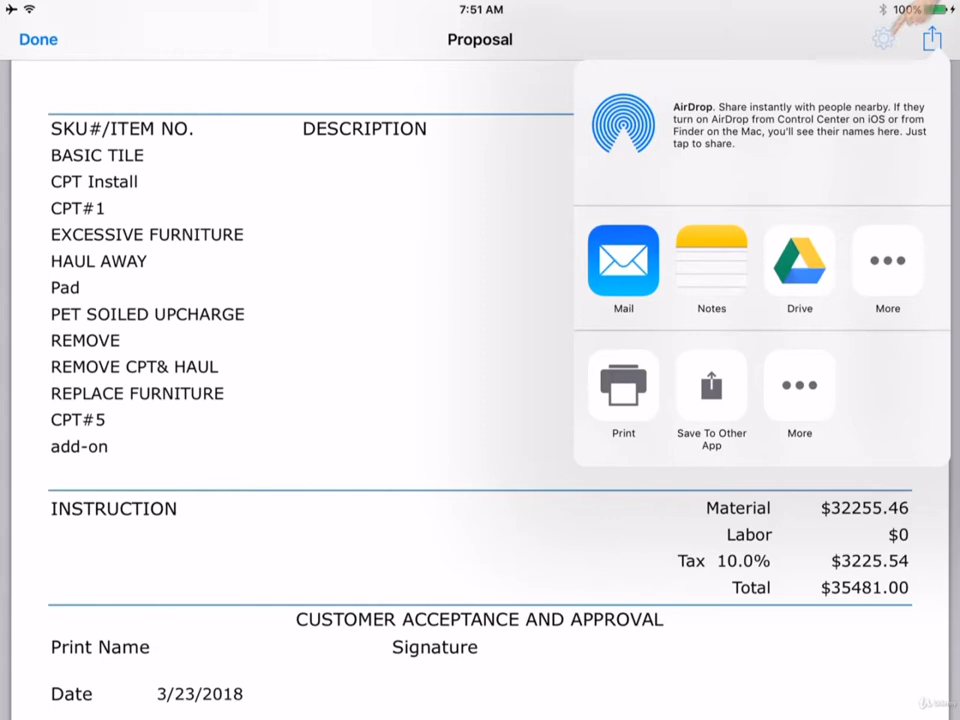 7:51 AM
100%
Done
Proposal
AirDrop. Share instantly with people nearby. If they
turn on AirDrop from Control Center on iOS or from
Finder on the Mac, you'll see their names here. Just
tap to share.
SKU#/ITEM NO. DESCRIPTION
BASIC TILE
CPT Install
CPT#1
EXCESSIVE FURNITURE
HAUL AWAY
Pad
PET SOILED UPCHARGE
REMOVE
REMOVE CPT& HAUL
REPLACE FURNITURE
CPT#5
add-on
Mail Notes Drive More
Print Save To Other More
App
INSTRUCTION
Material $32255.46
Labor $0
Tax 10.0% $3225.54
Total $35481.00
CUSTOMER ACCEPTANCE AND APPROVAL
Print Name Signature
Date 3/23/2018